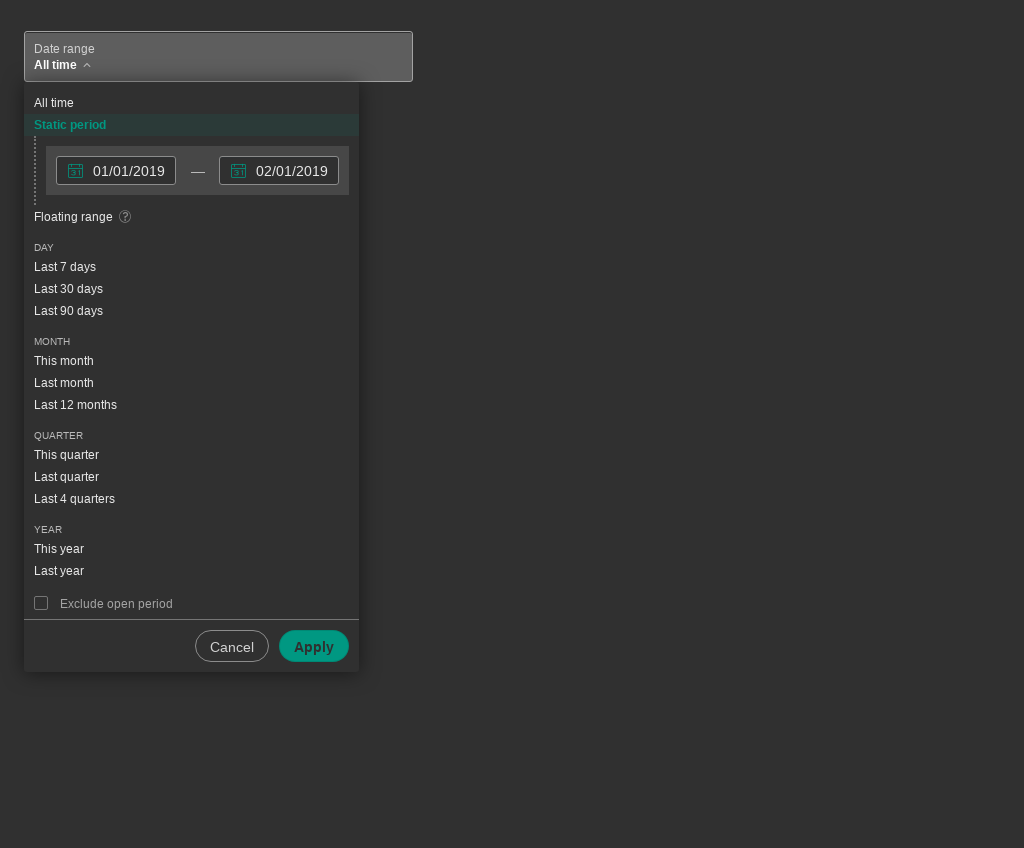 Date range
All time
All time
Static period
01/01/2019 — 02/01/2019
Floating range ?
DAY
Last 7 days
Last 30 days
Last 90 days
MONTH
This month
Last month
Last 12 months
QUARTER
This quarter
Last quarter
Last 4 quarters
YEAR
This year
Last year
Exclude open period
Cancel Apply